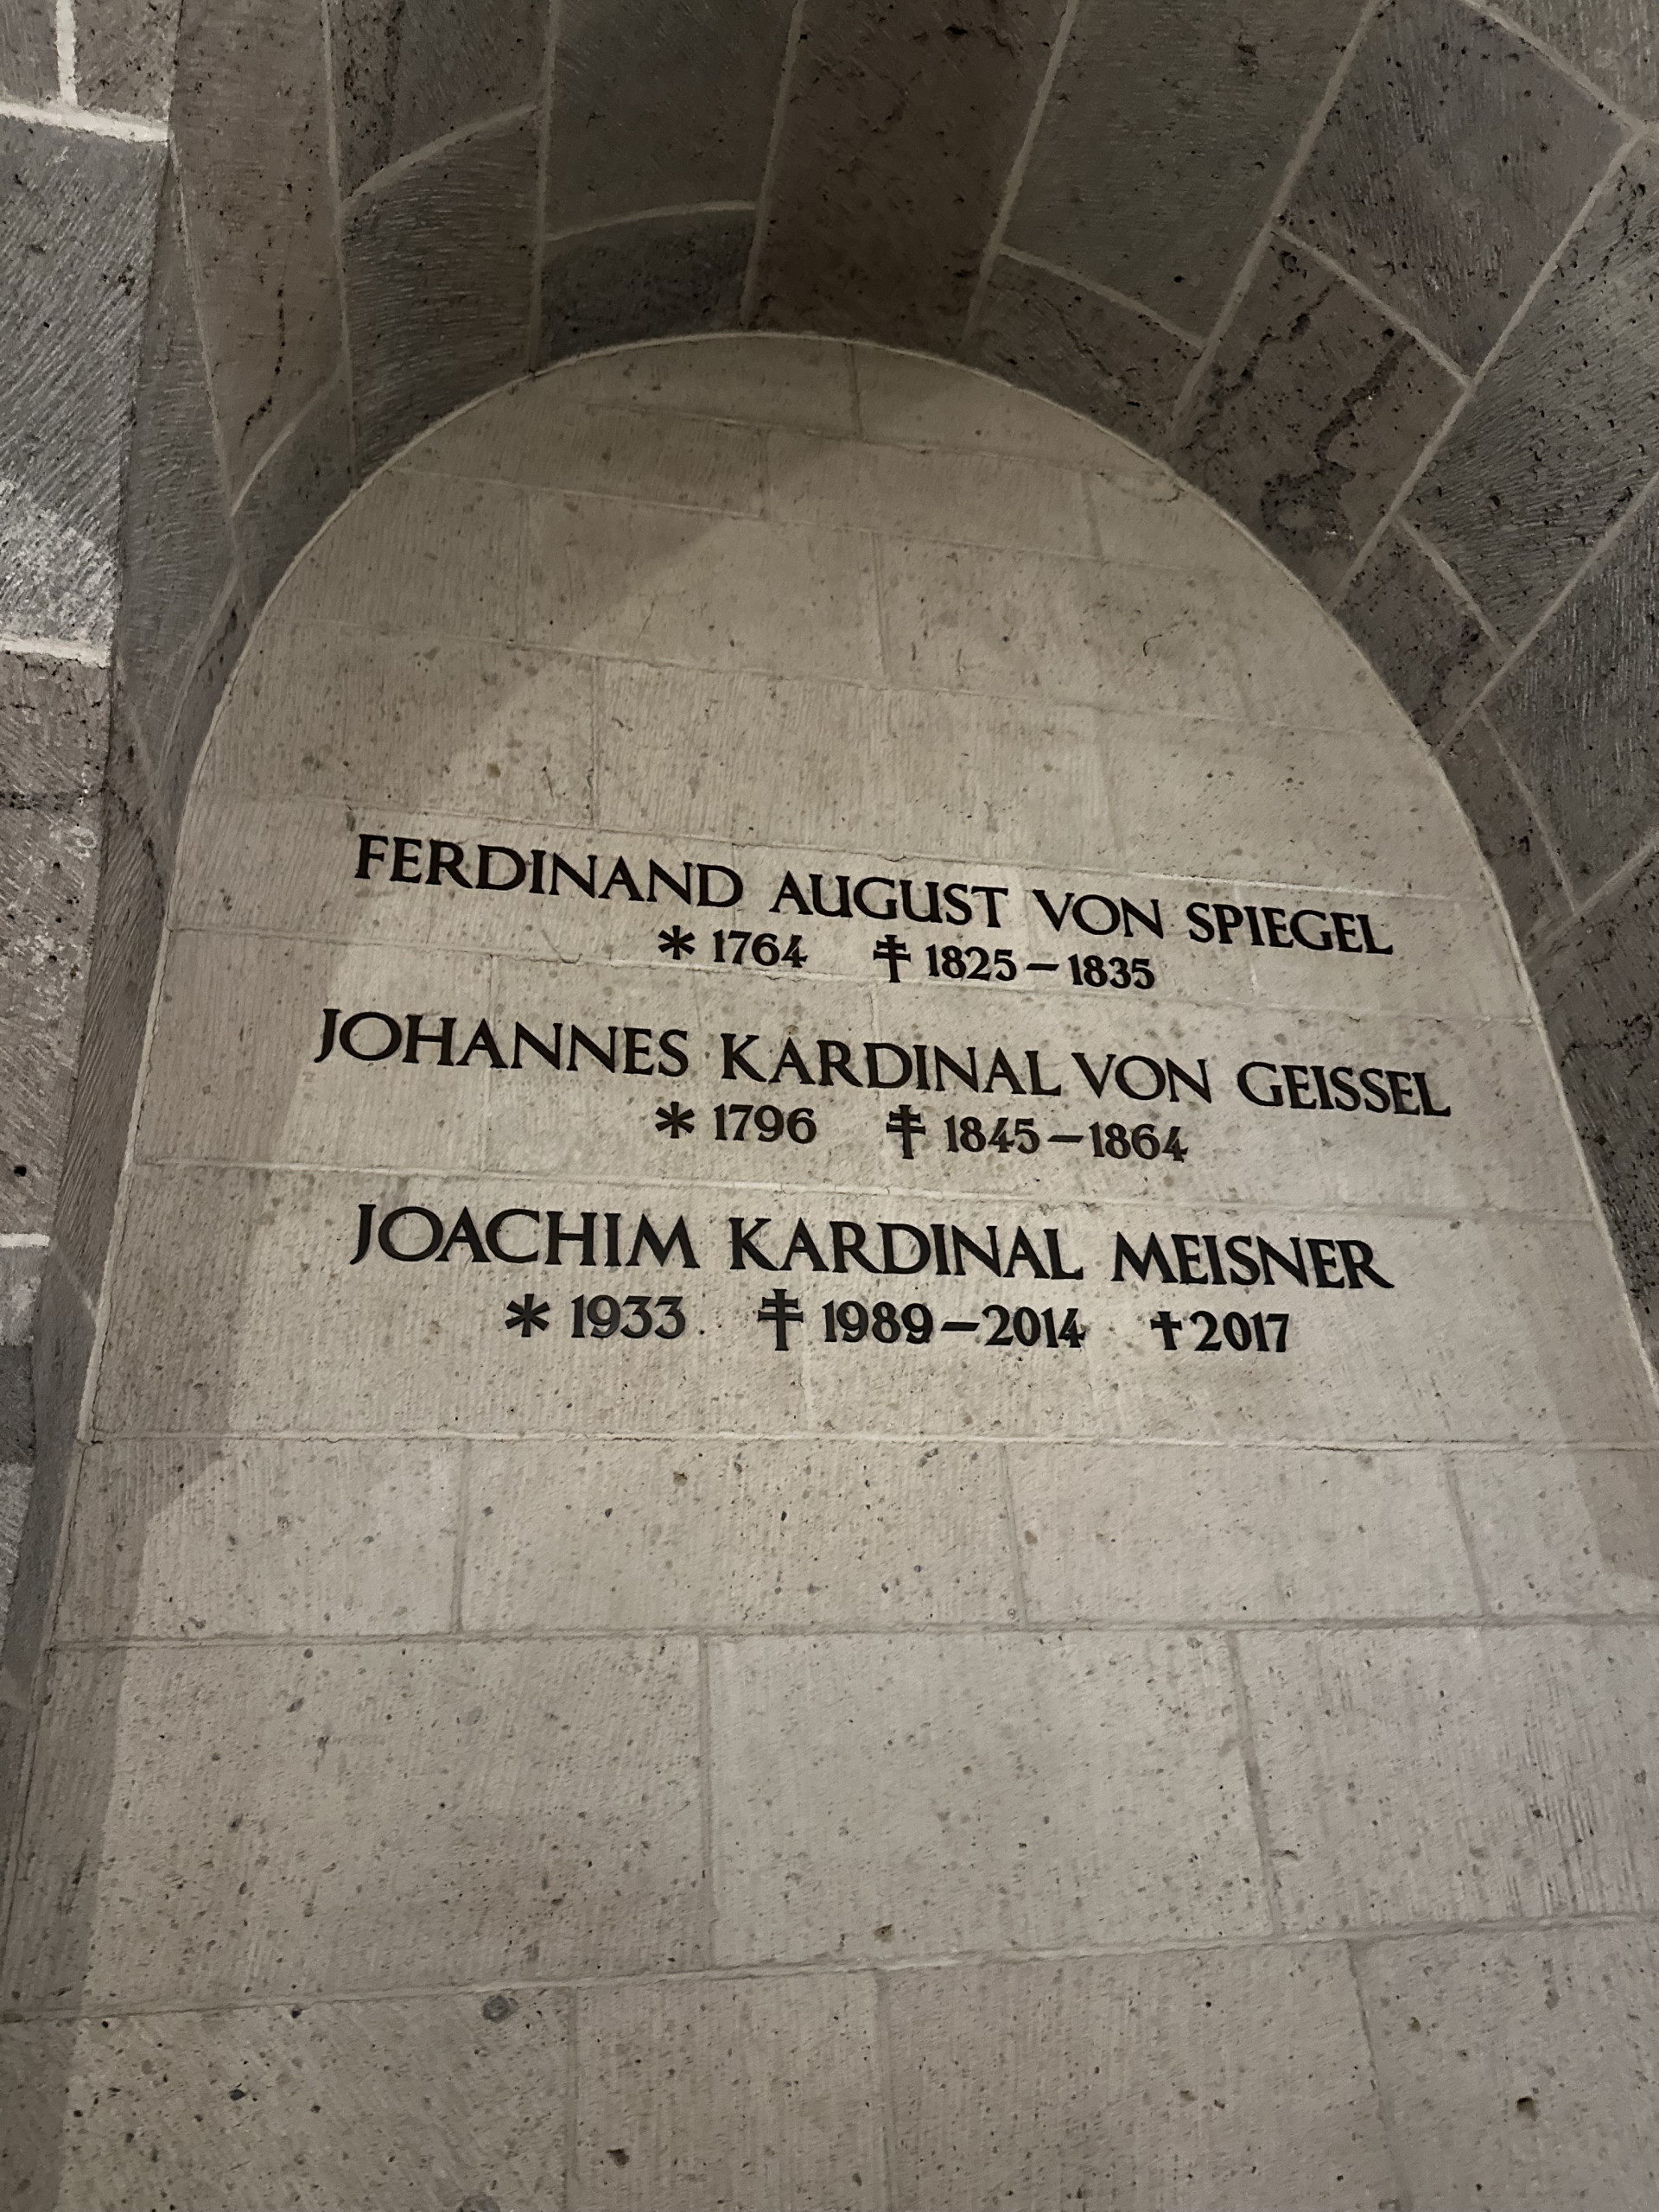 FERDINAND AUGUST VON SPIEGEL
* 1764 ‡ 1825 – 1835
JOHANNES KARDINAL VON GEISSEL
* 1796 ‡ 1845 – 1864
JOACHIM KARDINAL MEISNER
* 1933 ‡ 1989 – 2014 † 2017